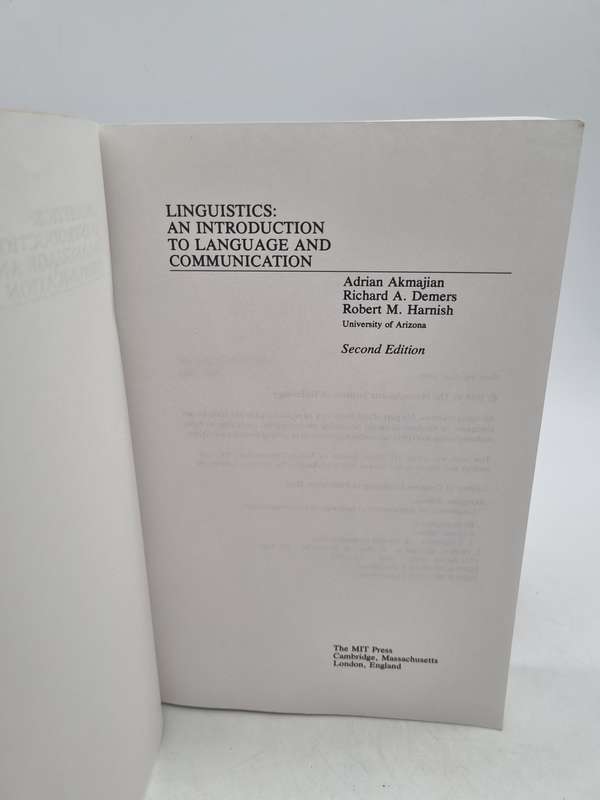 LINGUISTICS:
AN INTRODUCTION
TO LANGUAGE AND
COMMUNICATION
Adrian Akmajian
Richard A. Demers
Robert M. Harnish
University of Arizona
Second Edition
The MIT Press
Cambridge, Massachusetts
London, England